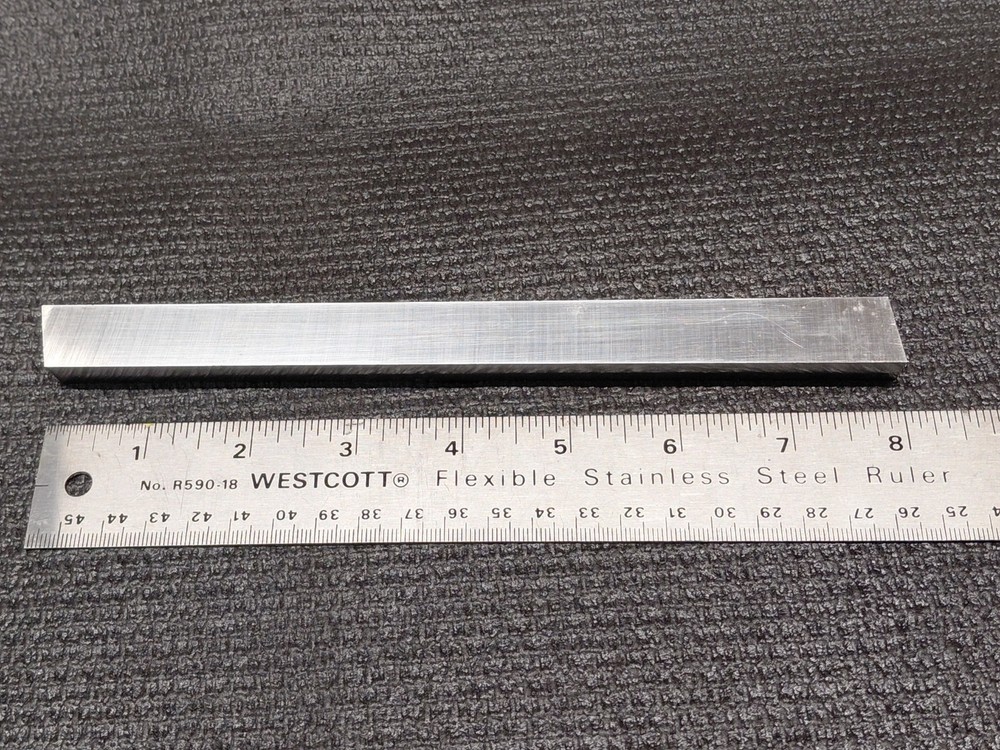 1 2 3 4 5 6 7 8
No. R590-18 WESTCOTT® Flexible Stainless Steel Ruler
45 44 43 42 41 40 39 38 37 36 35 34 33 32 31 30 29 28 27 26 25